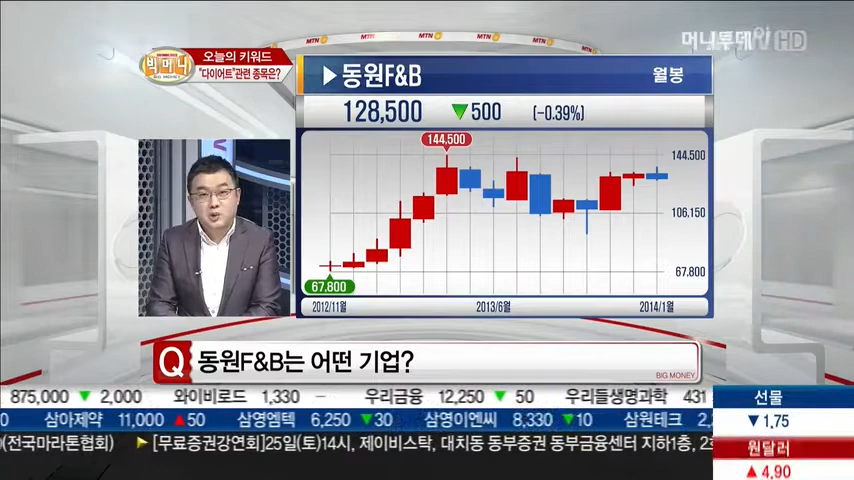 MTN
MTN
MTN
MTN
머니투데이 HD
빅머니
BIG MONEY
오늘의 키워드
"다이어트"관련 종목은?
동원F&B
월봉
128,500
▼500
(-0.39%)
144,500
144,500
106,150
67,800
67,800
2012/11월
2013/6월
2014/1월
Q 동원F&B는 어떤 기업?
BIG MONEY
875,000 ▼ 2,000 와이비로드 1,330 – 우리금융 12,250 ▼ 50 우리들생명과학 431
0 삼아제약 11,000 ▲50 삼영엠텍 6,250 ▼30 삼영이엔씨 8,330 ▼10 삼원테크
(전국마라톤협회) ▶ [무료증권강연회]25일(토)14시, 제이비스탁, 대치동 동부증권 동부금융센터 지하1층,
선물
▼1.75
원달러
▲4.90